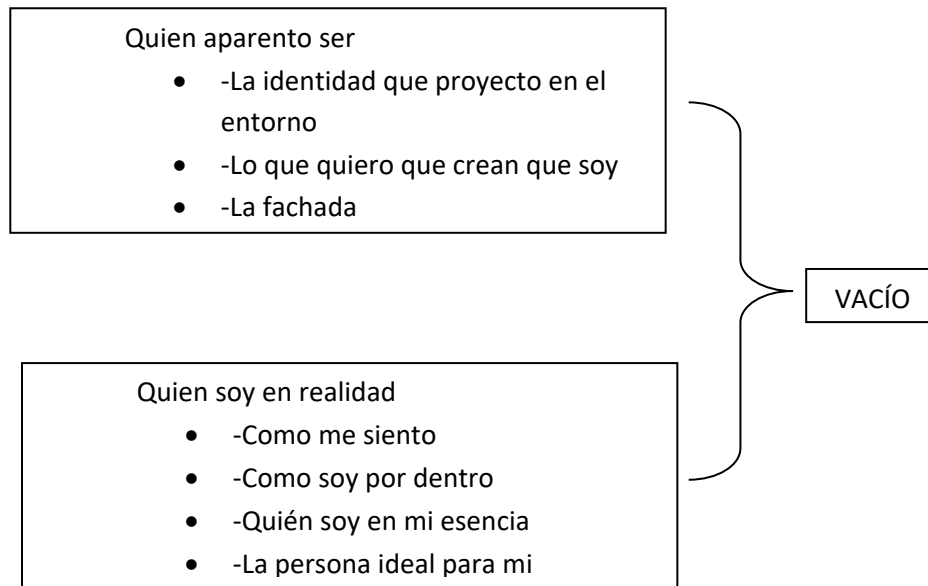 Quien aparento ser
• -La identidad que proyecto en el
entorno
• -Lo que quiero que crean que soy
• -La fachada
VACÍO
Quien soy en realidad
• -Como me siento
• -Como soy por dentro
• -Quién soy en mi esencia
• -La persona ideal para mi